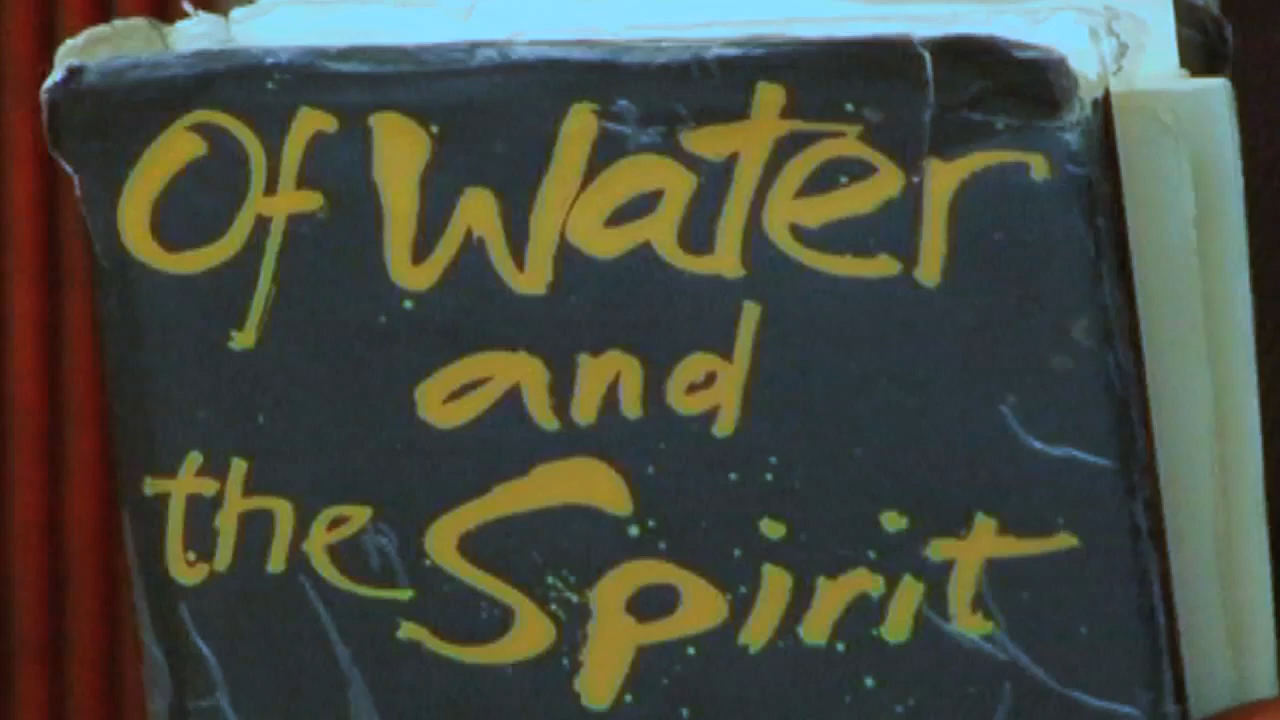 Of Water
and
the Spirit